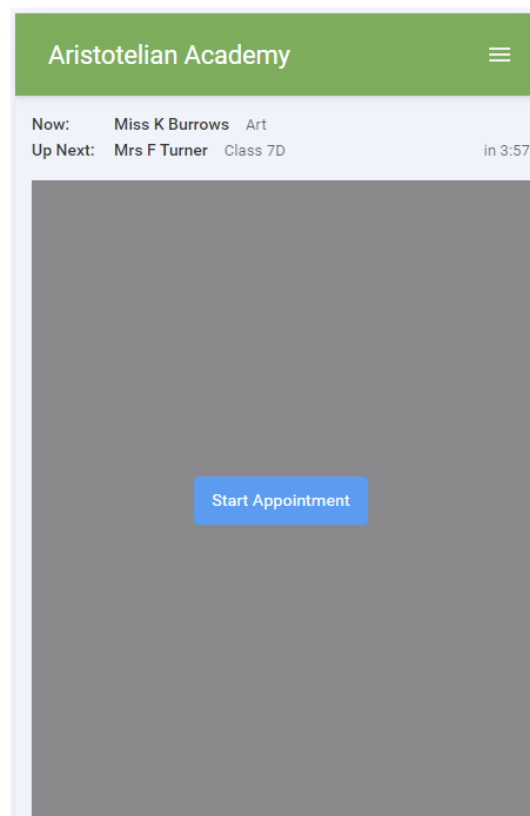 Aristotelian Academy
Now: Miss K Burrows Art
Up Next: Mrs F Turner Class 7D in 3:57
Start Appointment